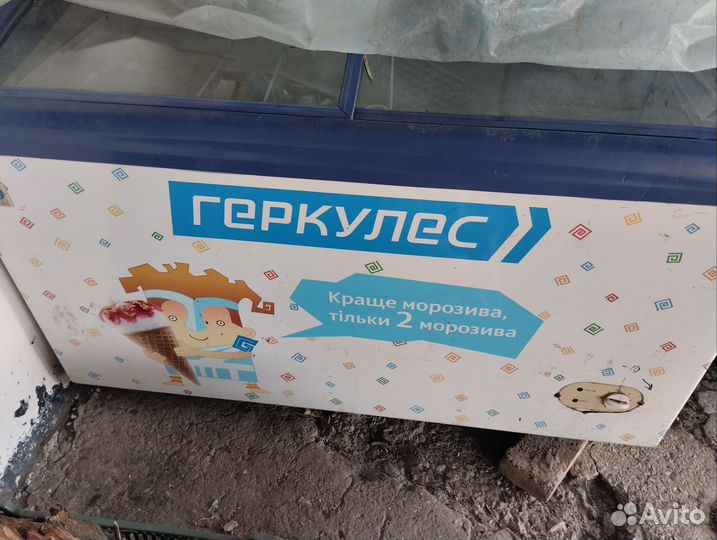 геркулес
Краще морозива,
тільки 2 морозива
Avito